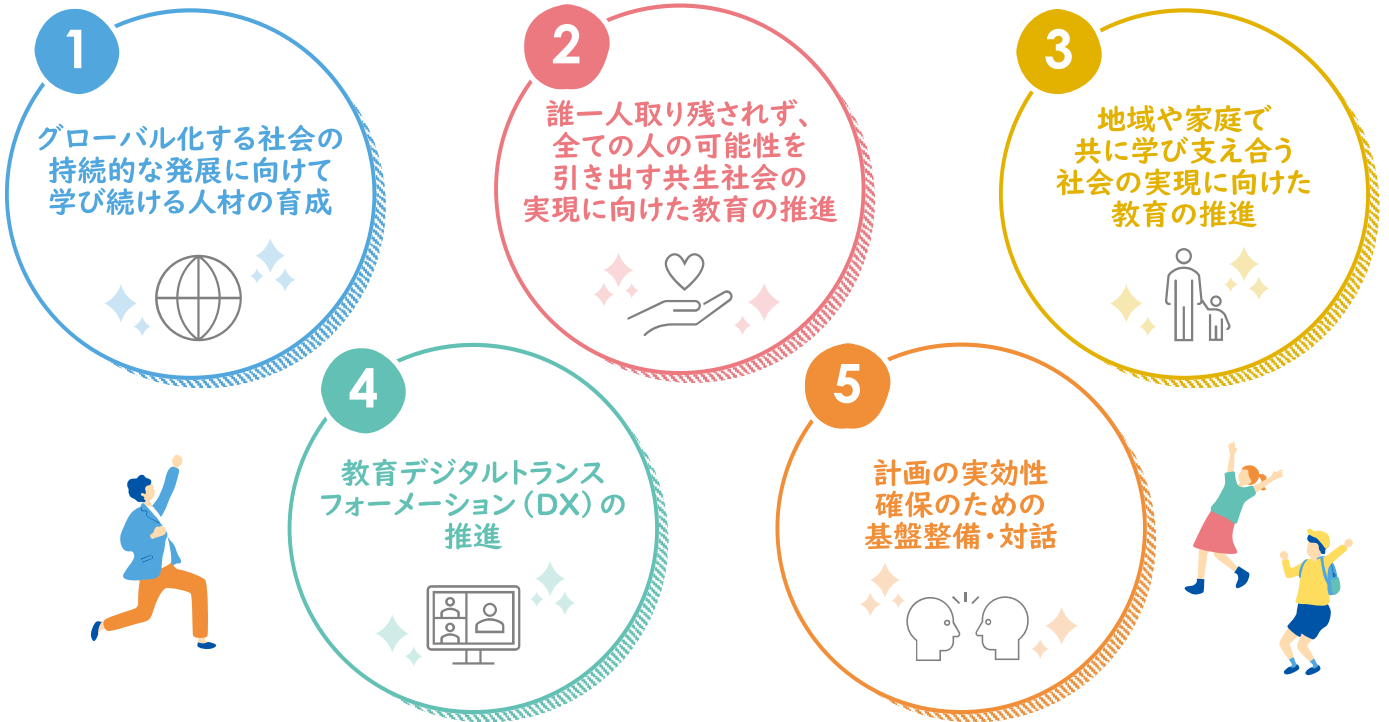 1
グローバル化する社会の
持続的な発展に向けて
学び続ける人材の育成
2
誰一人取り残されず、
全ての人の可能性を
引き出す共生社会の
実現に向けた教育の推進
3
地域や家庭で
共に学び支え合う
社会の実現に向けた
教育の推進
4
教育デジタルトランス
フォーメーション（DX）の
推進
5
計画の実効性
確保のための
基盤整備・対話